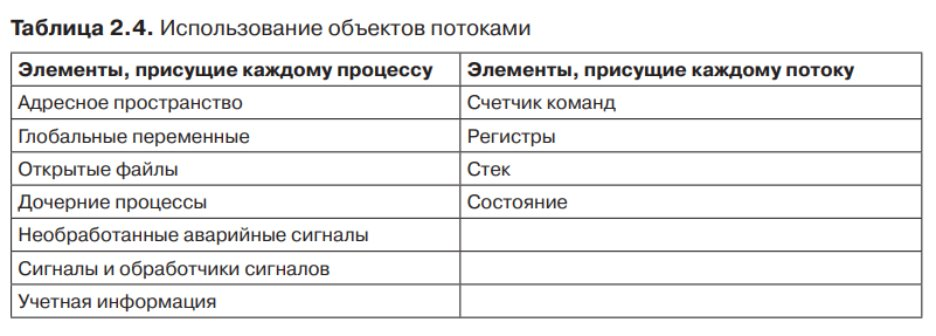 Таблица 2.4. Использование объектов потоками
Элементы, присущие каждому процессу Элементы, присущие каждому потоку
Адресное пространство Счетчик команд
Глобальные переменные Регистры
Открытые файлы Стек
Дочерние процессы Состояние
Необработанные аварийные сигналы
Сигналы и обработчики сигналов
Учетная информация